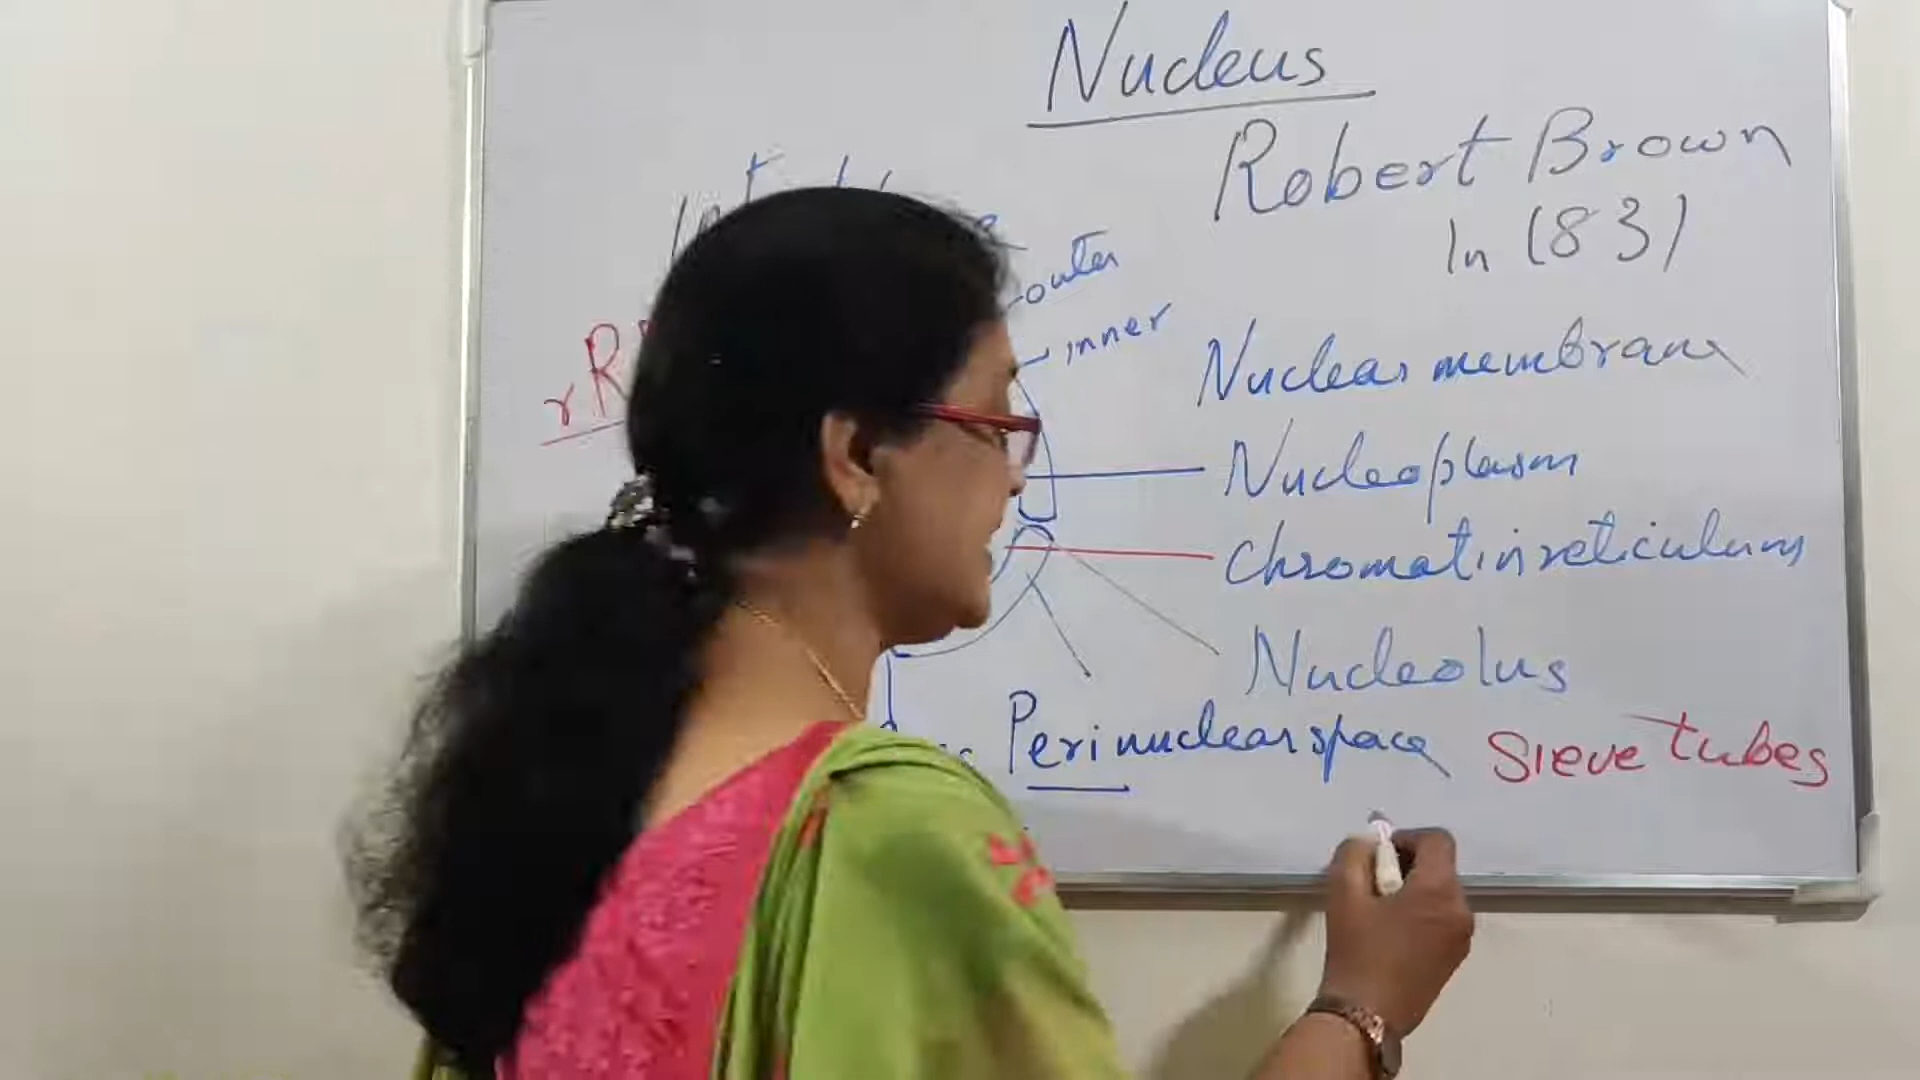 Nucleus
Robert Brown
In 1831
outer
inner
Nuclear membrane
Nucleoplasm
Chromatin reticulum
Nucleolus
Perinuclear space
Sieve tubes